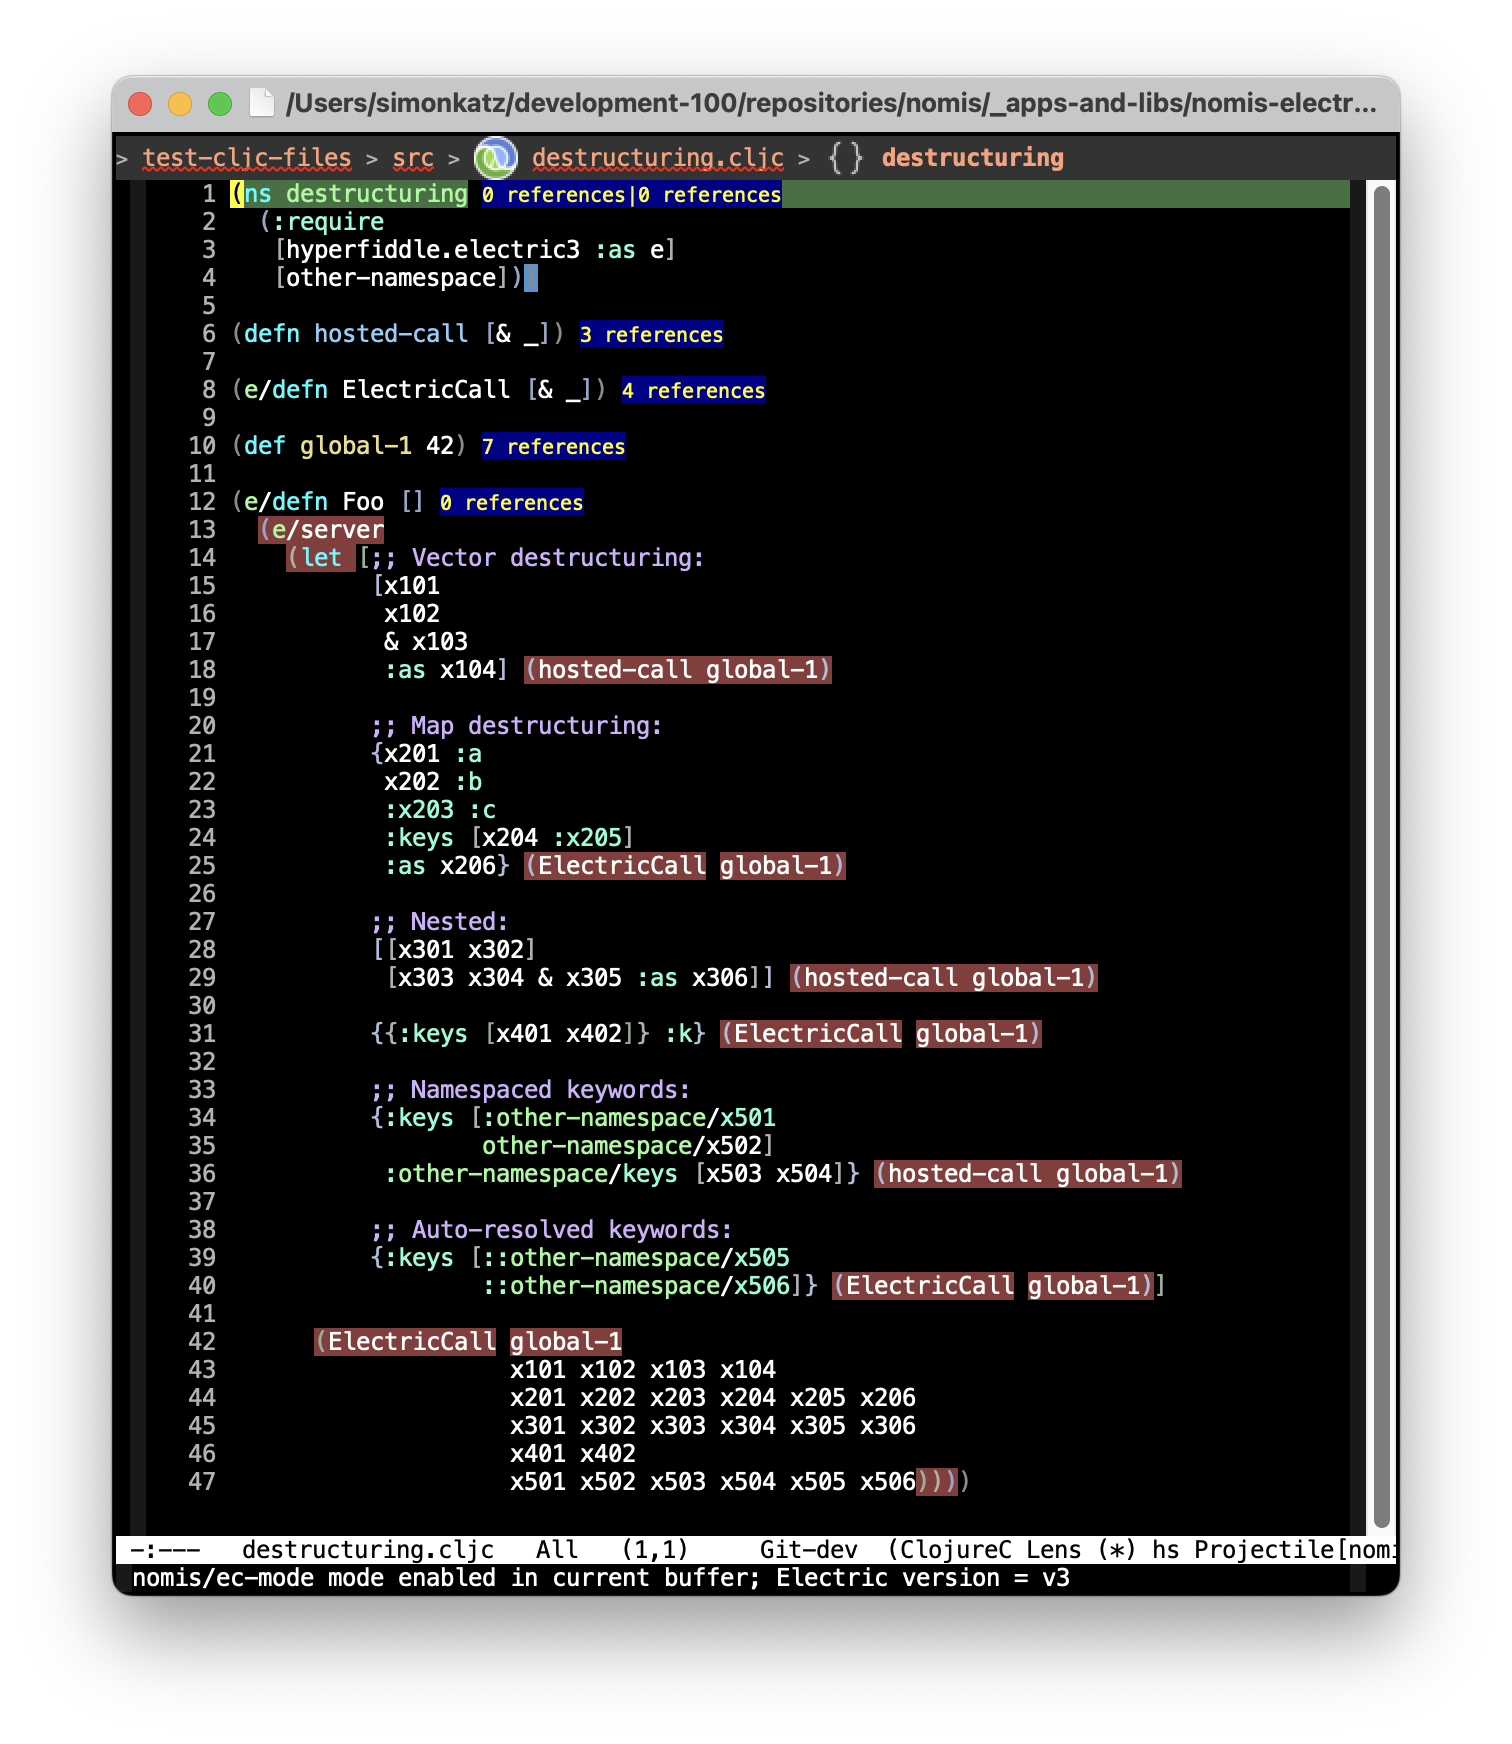 /Users/simonkatz/development-100/repositories/nomis/_apps-and-libs/nomis-electr...
> test-cljc-files > src > destructuring.cljc > {} destructuring
1 (ns destructuring 0 references|0 references
2   (:require
3    [hyperfiddle.electric3 :as e]
4    [other-namespace])
5
6 (defn hosted-call [& _]) 3 references
7
8 (e/defn ElectricCall [& _]) 4 references
9
10 (def global-1 42) 7 references
11
12 (e/defn Foo [] 0 references
13   (e/server
14     (let [;; Vector destructuring:
15           [x101
16            x102
17            & x103
18            :as x104] (hosted-call global-1)
19
20           ;; Map destructuring:
21           {x201 :a
22            x202 :b
23            :x203 :c
24            :keys [x204 :x205]
25            :as x206} (ElectricCall global-1)
26
27           ;; Nested:
28           [[x301 x302]
29            [x303 x304 & x305 :as x306]] (hosted-call global-1)
30
31           {{:keys [x401 x402]} :k} (ElectricCall global-1)
32
33           ;; Namespaced keywords:
34           {:keys [:other-namespace/x501
35                   other-namespace/x502]
36            :other-namespace/keys [x503 x504]} (hosted-call global-1)
37
38           ;; Auto-resolved keywords:
39           {:keys [::other-namespace/x505
40                   ::other-namespace/x506]} (ElectricCall global-1)]
41
42       (ElectricCall global-1
43                     x101 x102 x103 x104
44                     x201 x202 x203 x204 x205 x206
45                     x301 x302 x303 x304 x305 x306
46                     x401 x402
47                     x501 x502 x503 x504 x505 x506))))
-:---   destructuring.cljc   All   (1,1)     Git-dev  (ClojureC Lens (*) hs Projectile[nomi
nomis/ec-mode mode enabled in current buffer; Electric version = v3